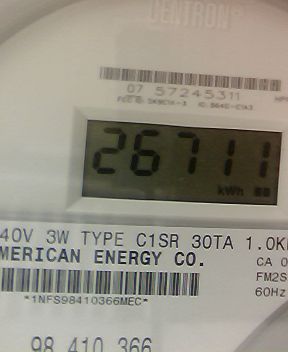 CENTRON®
07 57245311
26711
kWh
40V 3W TYPE C1SR 30TA 1.0K
MERICAN ENERGY CO.
CA 0
FM2S
60Hz
*1NFS98410366MEC*
98 410 366